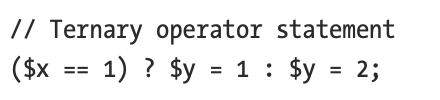 // Ternary operator statement
($x == 1) ? $y = 1 : $y = 2;